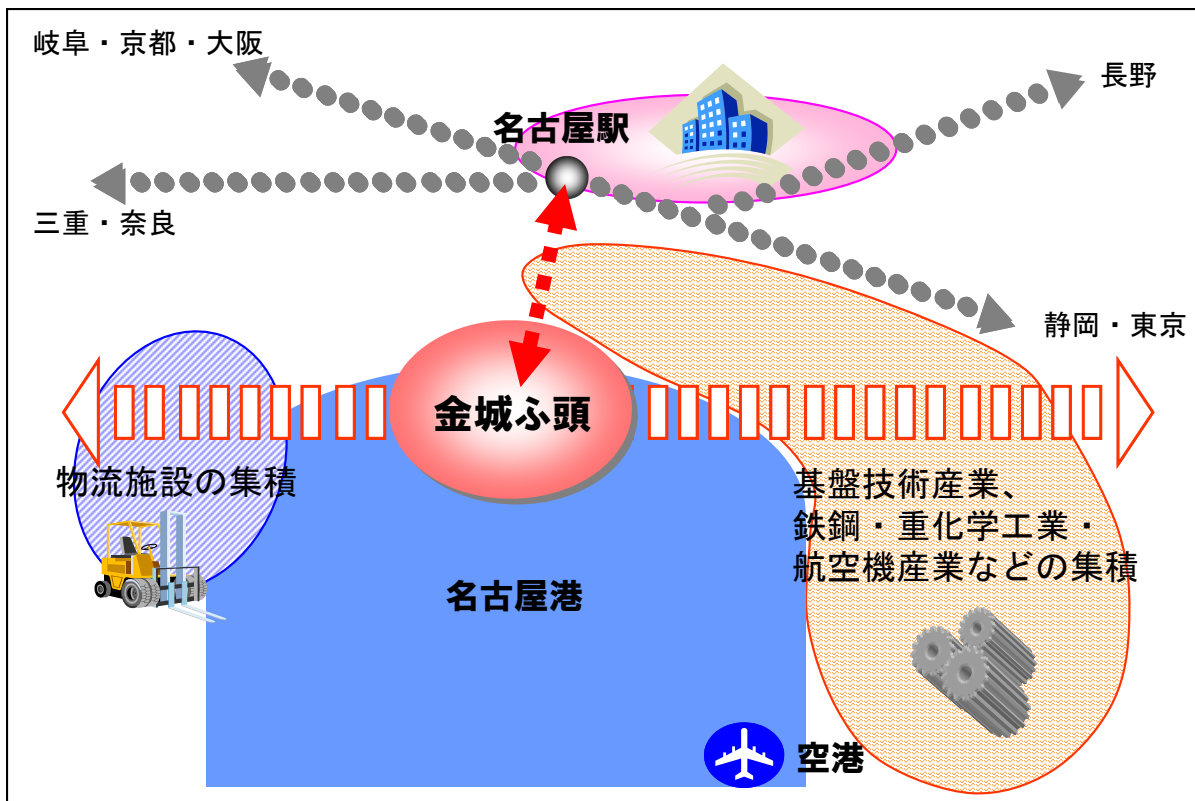 岐阜・京都・大阪
長野
名古屋駅
三重・奈良
静岡・東京
金城ふ頭
物流施設の集積
基盤技術産業、
鉄鋼・重化学工業・
航空機産業などの集積
名古屋港
空港